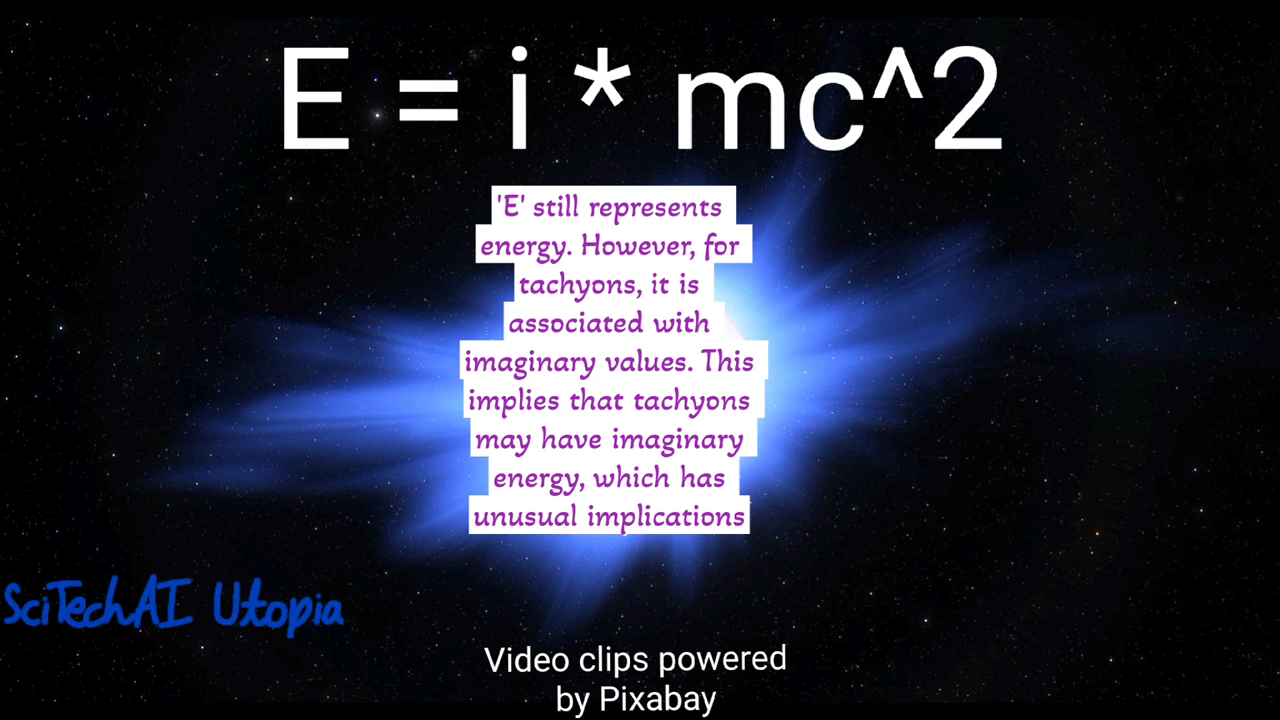 E = i * mc^2
'E' still represents
energy. However, for
tachyons, it is
associated with
imaginary values. This
implies that tachyons
may have imaginary
energy, which has
unusual implications
SciTechAI Utopia
Video clips powered
by Pixabay